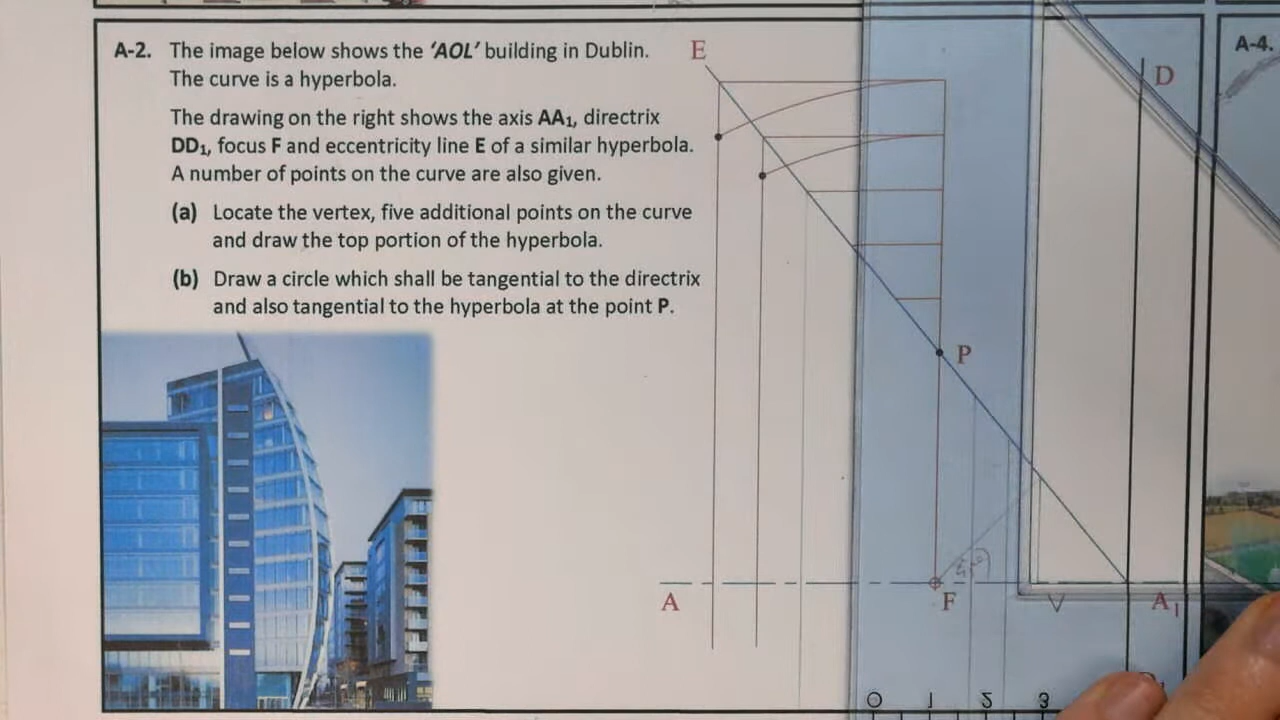 A-2. The image below shows the 'AOL' building in Dublin.
The curve is a hyperbola.
The drawing on the right shows the axis AA1, directrix
DD1, focus F and eccentricity line E of a similar hyperbola.
A number of points on the curve are also given.
(a) Locate the vertex, five additional points on the curve
and draw the top portion of the hyperbola.
(b) Draw a circle which shall be tangential to the directrix
and also tangential to the hyperbola at the point P.
E
D
A-4.
P
45°
A
F
V
A1
0 1 2 3